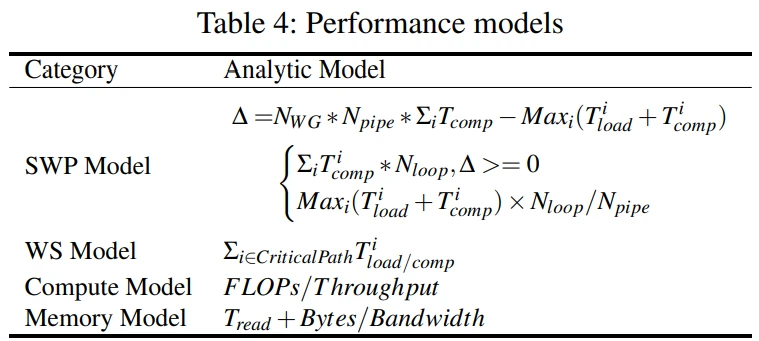 Table 4: Performance models
Category Analytic Model
Δ =N_WG ∗ N_pipe ∗ Σ_i T_comp − Max_i(T^i_load + T^i_comp)
SWP Model
Σ_i T^i_comp ∗ N_loop, Δ >= 0
Max_i(T^i_load + T^i_comp) × N_loop/N_pipe
WS Model Σ_i∈CriticalPath T^i_load/comp
Compute Model FLOPs/Throughput
Memory Model T_read + Bytes/Bandwidth